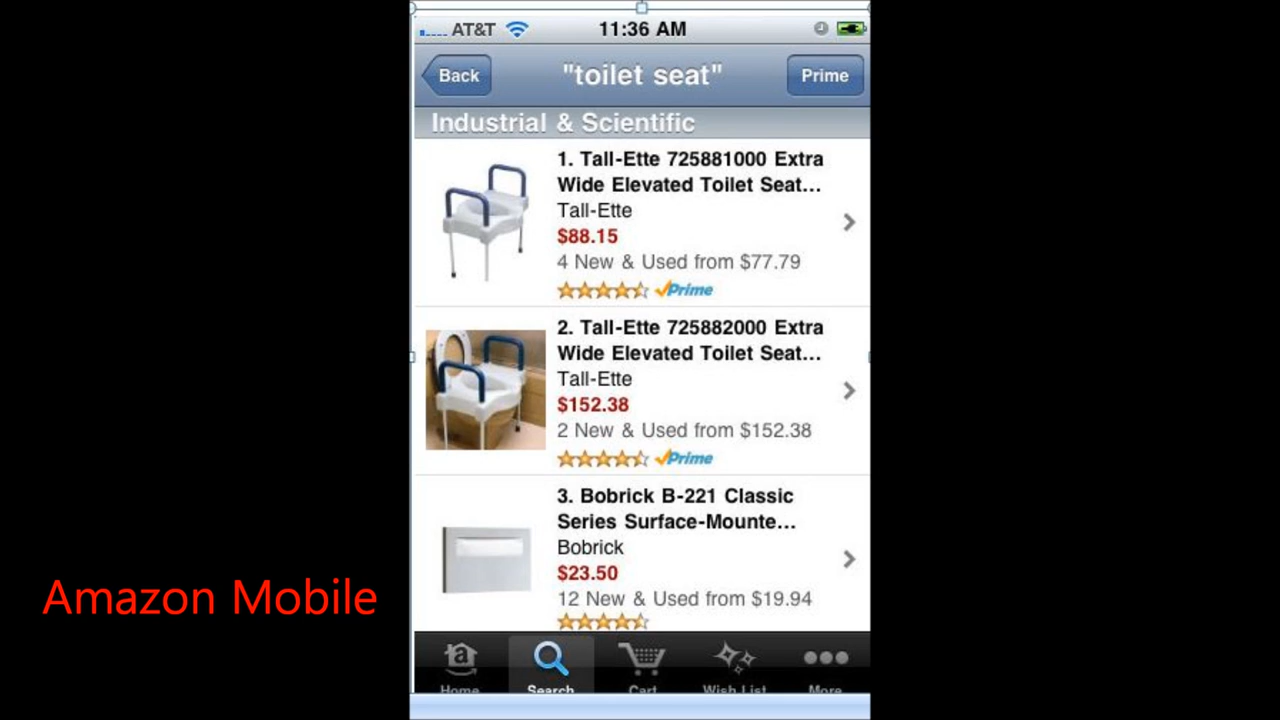 AT&T 11:36 AM
Back "toilet seat" Prime
Industrial & Scientific
1. Tall-Ette 725881000 Extra
Wide Elevated Toilet Seat...
Tall-Ette
$88.15
4 New & Used from $77.79
Prime
2. Tall-Ette 725882000 Extra
Wide Elevated Toilet Seat...
Tall-Ette
$152.38
2 New & Used from $152.38
Prime
3. Bobrick B-221 Classic
Series Surface-Mounte...
Bobrick
$23.50
12 New & Used from $19.94
Amazon Mobile
Home Search Cart Wish List More